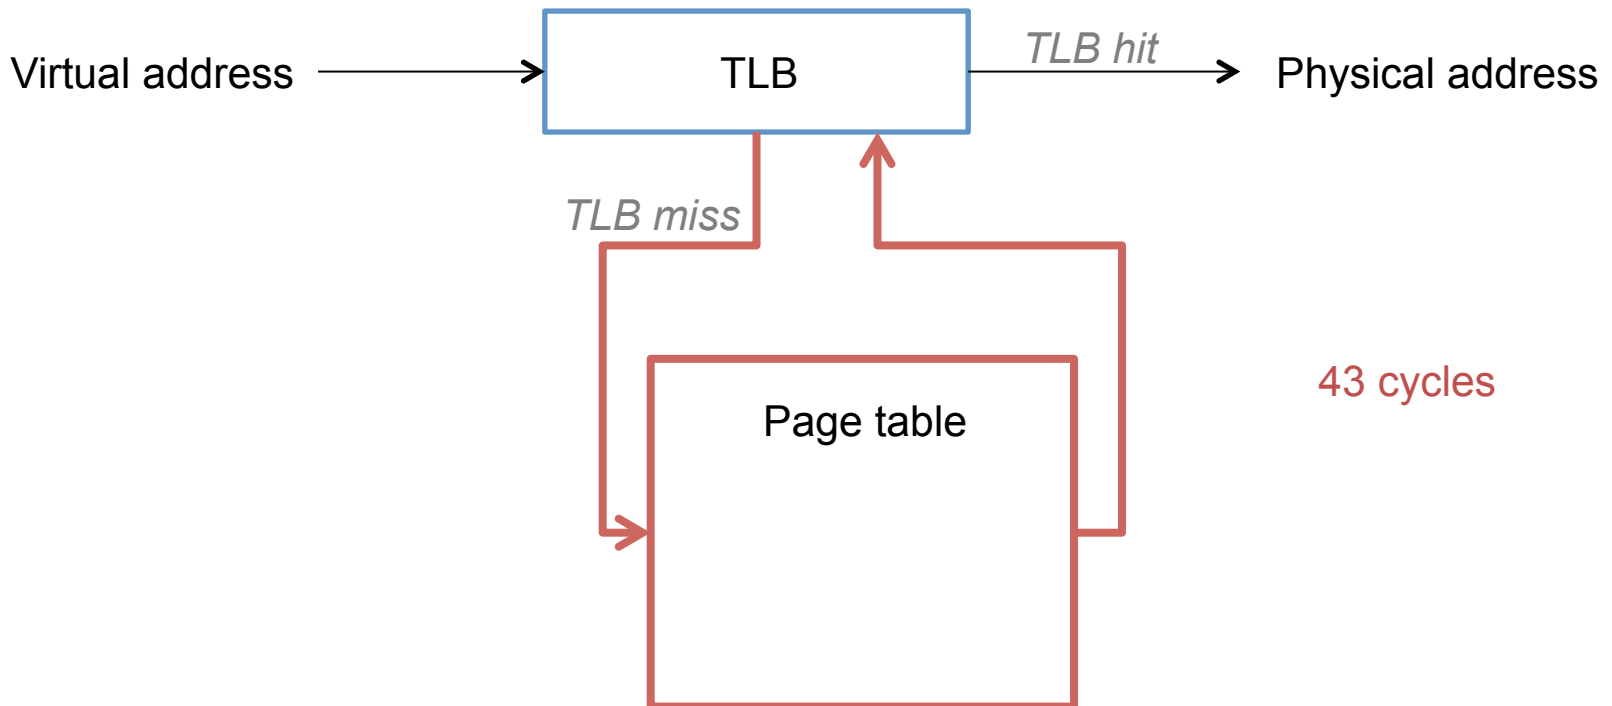 Virtual address
TLB
TLB hit
Physical address
TLB miss
43 cycles
Page table